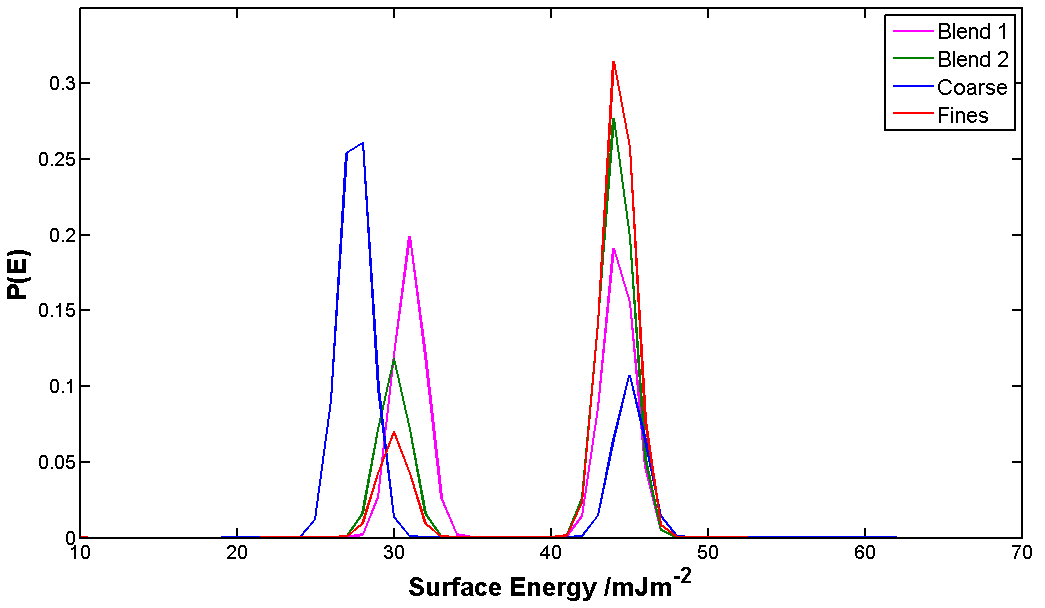 Blend 1
Blend 2
Coarse
Fines
0.3
0.25
0.2
0.15
0.1
0.05
0
P(E)
10 20 30 40 50 60 70
Surface Energy /mJm-2